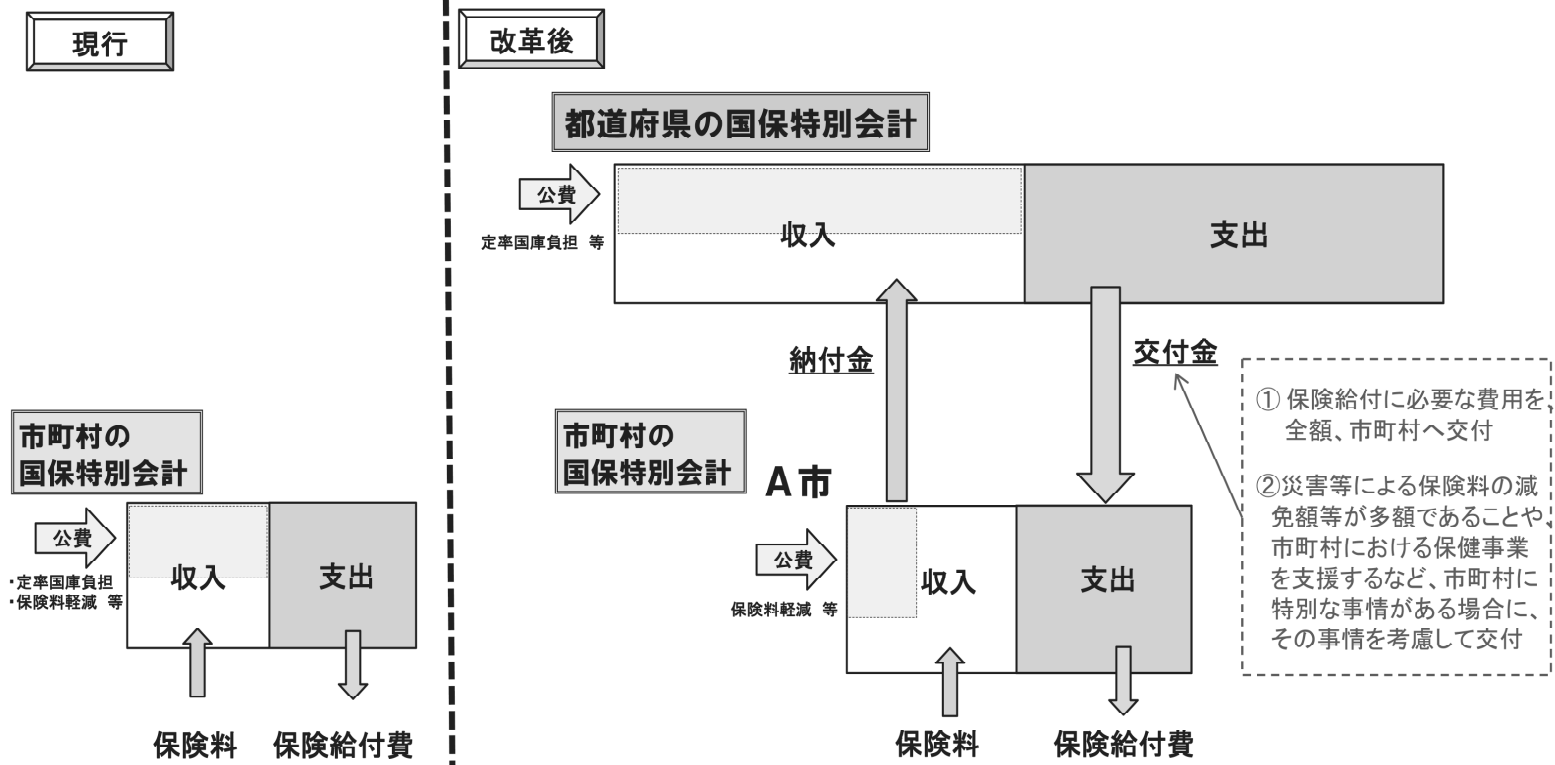 現行
市町村の
国保特別会計
公費
・定率国庫負担
・保険料軽減 等
収入
支出
保険料
保険給付費
改革後
都道府県の国保特別会計
公費
定率国庫負担 等
収入
支出
納付金
交付金
① 保険給付に必要な費用を、
全額、市町村へ交付
②災害等による保険料の減
免額等が多額であることや、
市町村における保健事業
を支援するなど、市町村に
特別な事情がある場合に、
その事情を考慮して交付
市町村の
国保特別会計
A市
公費
保険料軽減 等
収入
支出
保険料
保険給付費